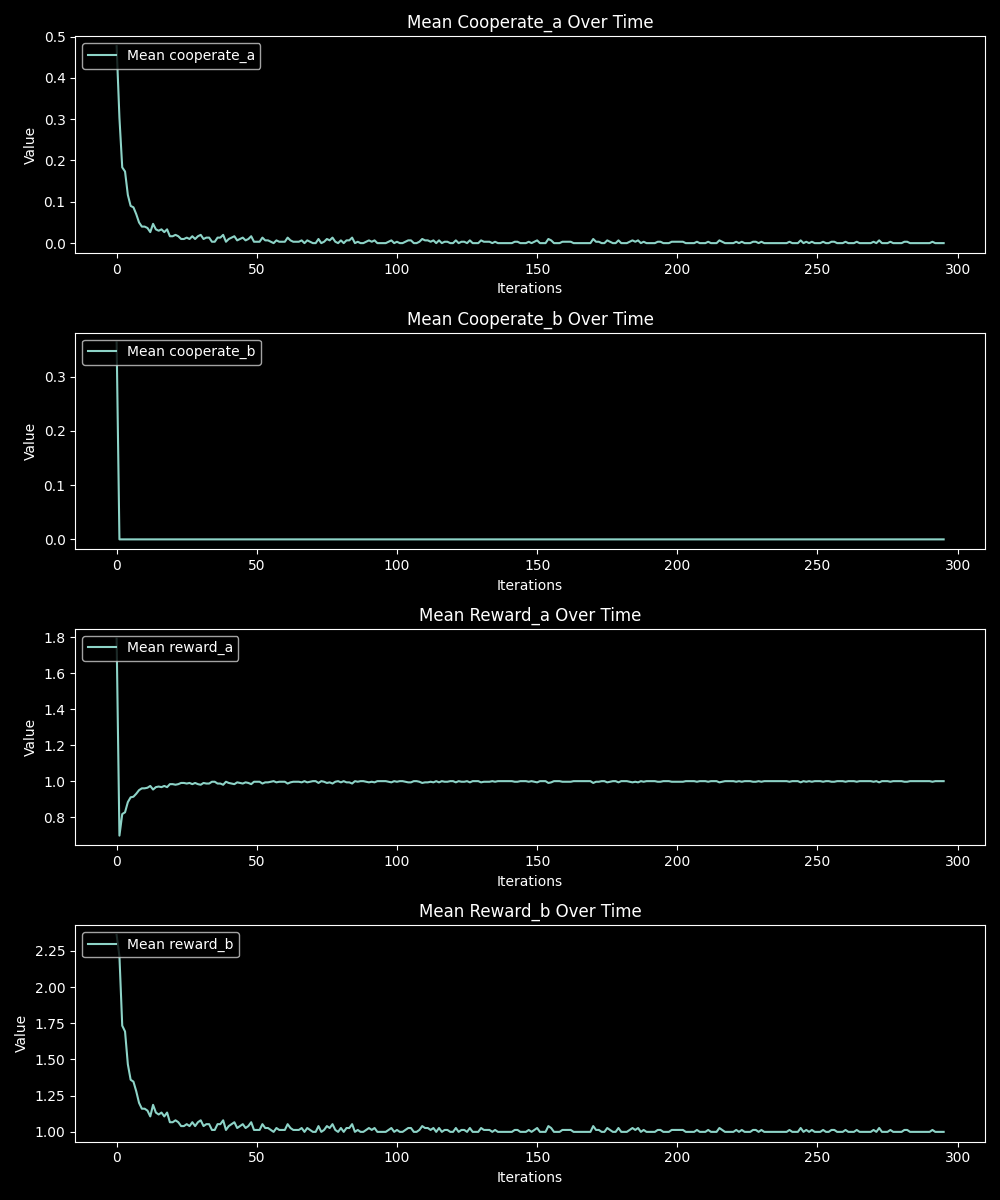 Mean Cooperate_a Over Time
Mean cooperate_a
Value
0.5
0.4
0.3
0.2
0.1
0.0
0 50 100 150 200 250 300
Iterations
Mean Cooperate_b Over Time
Mean cooperate_b
Value
0.3
0.2
0.1
0.0
0 50 100 150 200 250 300
Iterations
Mean Reward_a Over Time
Mean reward_a
Value
1.8
1.6
1.4
1.2
1.0
0.8
0 50 100 150 200 250 300
Iterations
Mean Reward_b Over Time
Mean reward_b
Value
2.25
2.00
1.75
1.50
1.25
1.00
0 50 100 150 200 250 300
Iterations